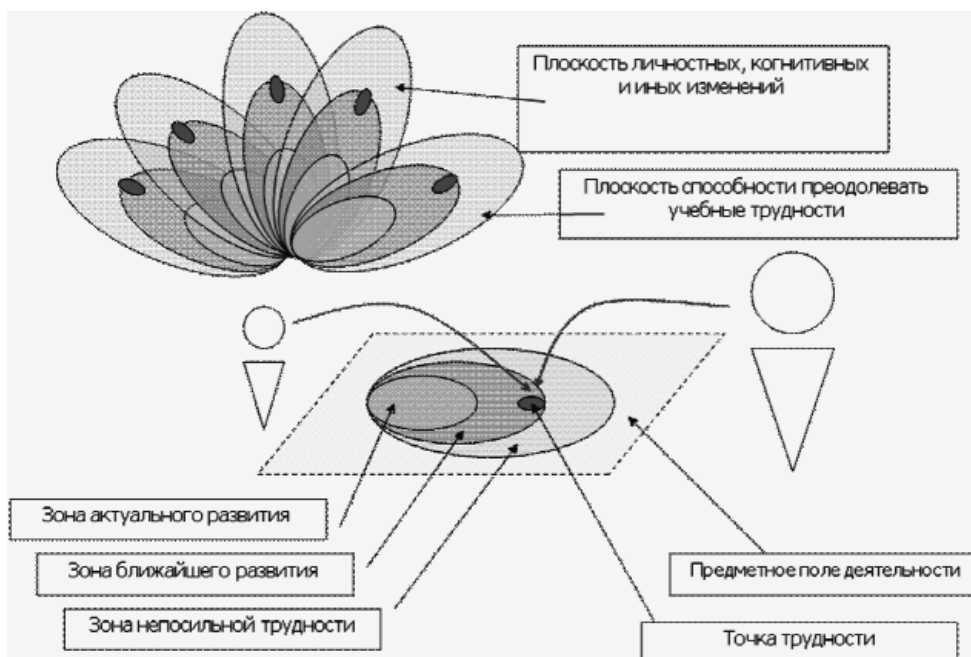 Плоскость личностных, когнитивных
и иных изменений
Плоскость способности преодолевать
учебные трудности
Зона актуального развития
Зона ближайшего развития
Зона непосильной трудности
Предметное поле деятельности
Точка трудности